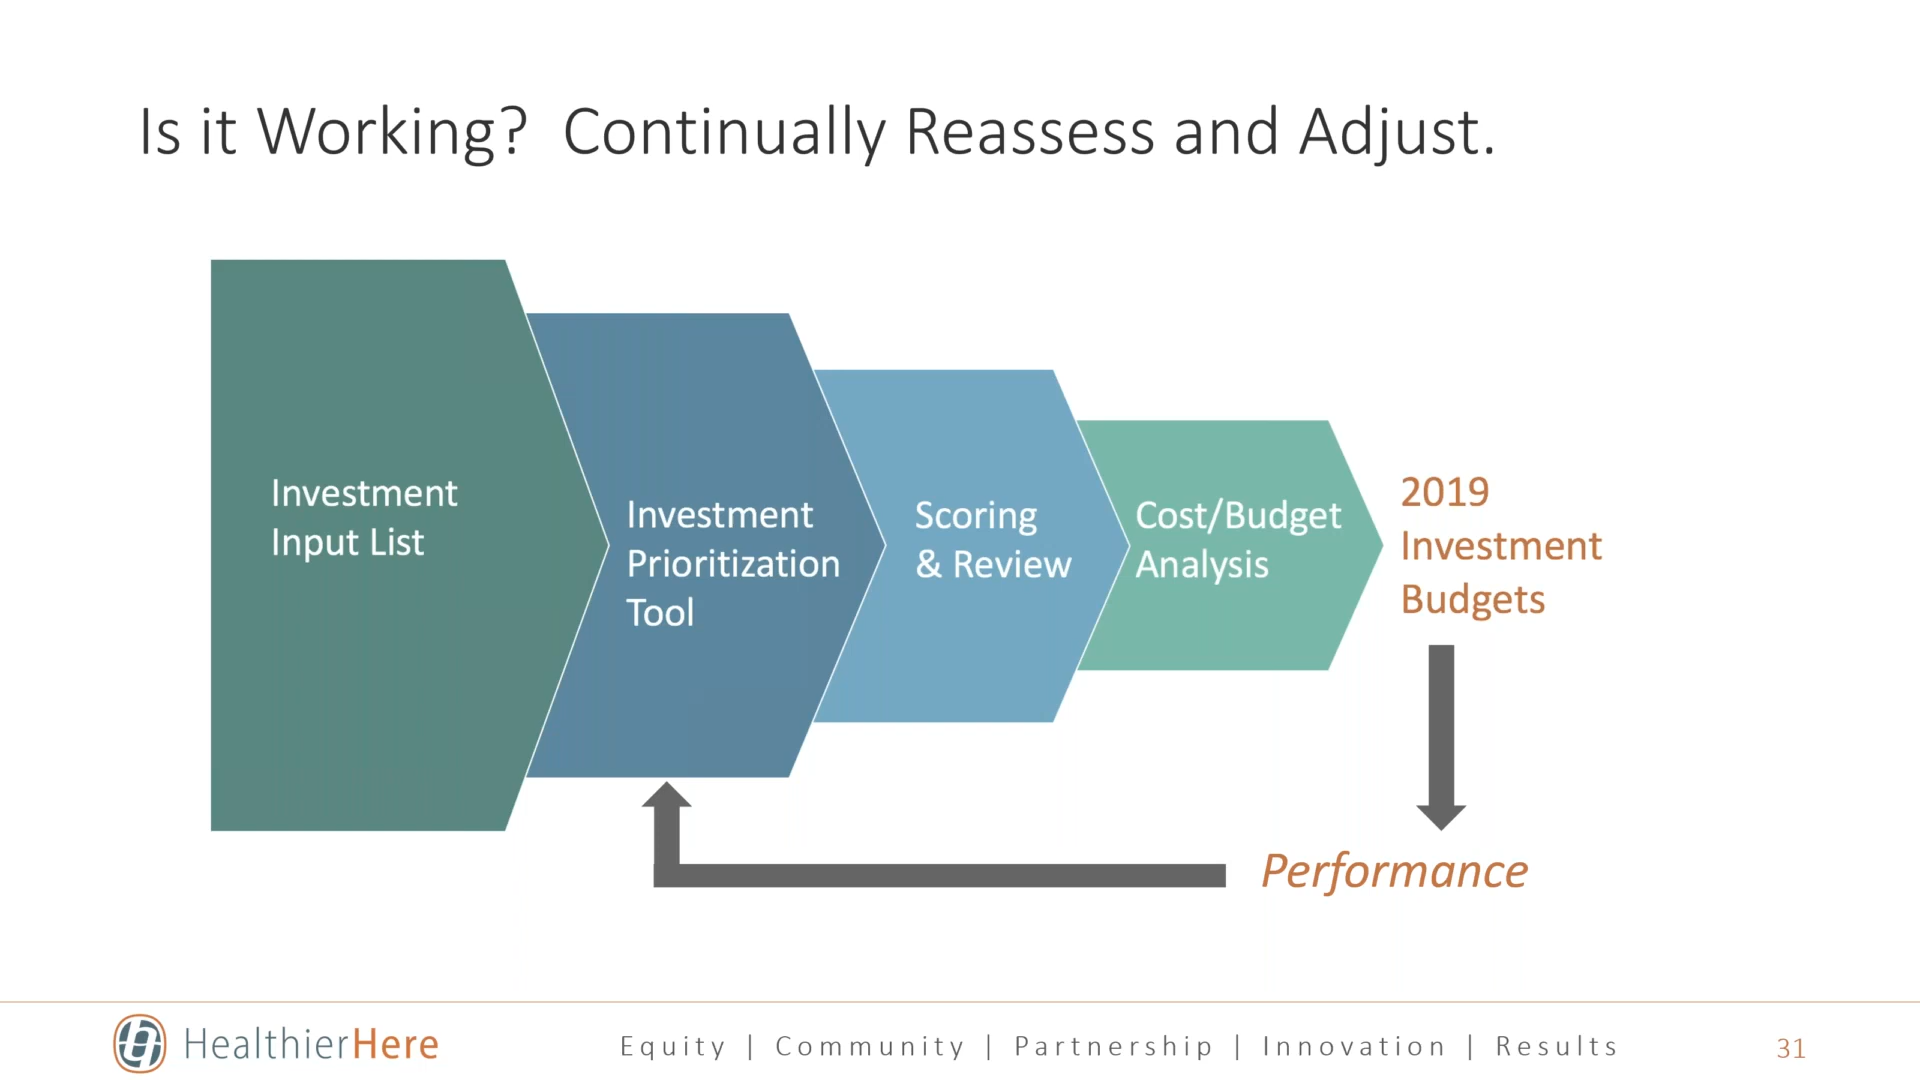 Is it Working?  Continually Reassess and Adjust.
Investment
Input List
Investment
Prioritization
Tool
Scoring
& Review
Cost/Budget
Analysis
2019
Investment
Budgets
Performance
HealthierHere
Equity | Community | Partnership | Innovation | Results
31